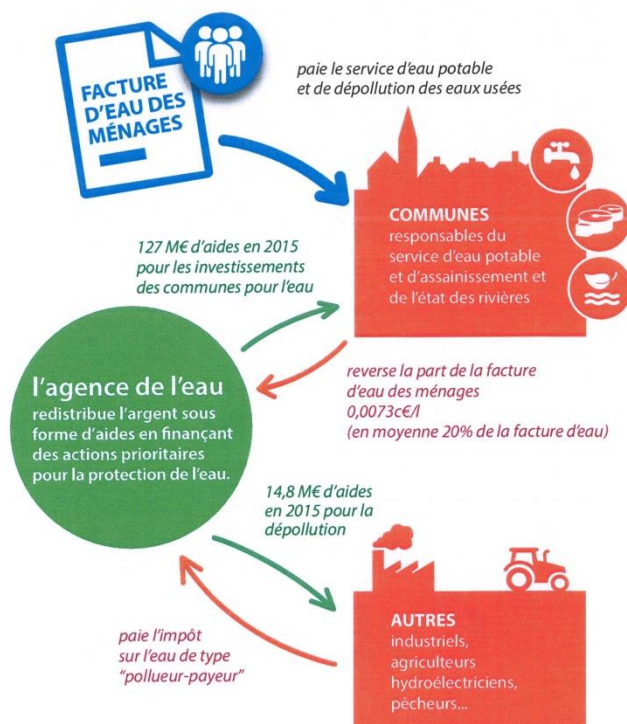 FACTURE
D'EAU DES
MÉNAGES
paie le service d'eau potable
et de dépollution des eaux usées
COMMUNES
responsables du
service d'eau potable
et d'assainissement et
de l'état des rivières
127 M€ d'aides en 2015
pour les investissements
des communes pour l'eau
l'agence de l'eau
redistribue l'argent sous
forme d'aides en finançant
des actions prioritaires
pour la protection de l'eau.
reverse la part de la facture
d'eau des ménages
0,0073c€/l
(en moyenne 20% de la facture d'eau)
14,8 M€ d'aides
en 2015 pour la
dépollution
paie l'impôt
sur l'eau de type
"pollueur-payeur"
AUTRES
industriels,
agriculteurs
hydroélectriciens,
pêcheurs...